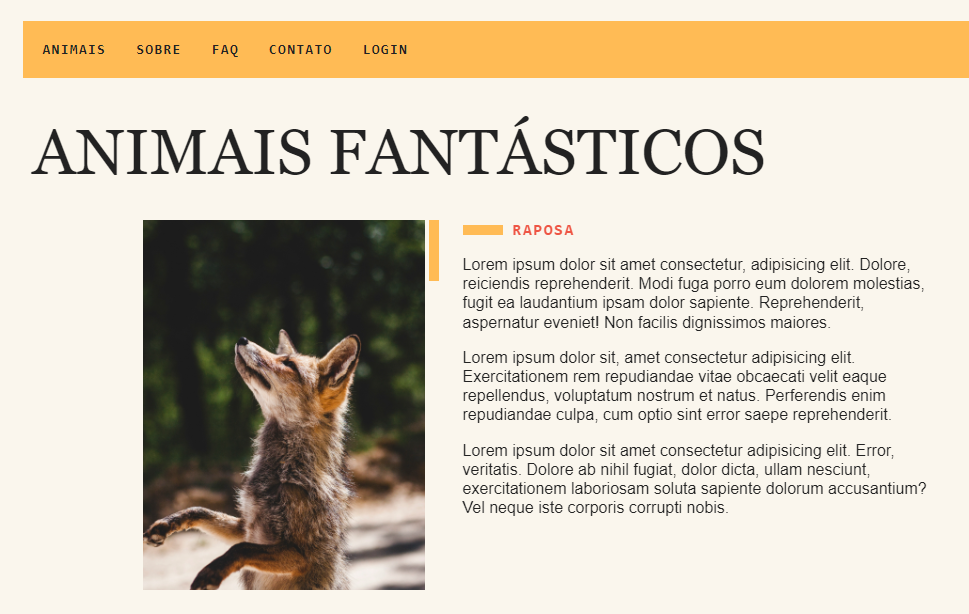 ANIMAIS SOBRE FAQ CONTATO LOGIN
ANIMAIS FANTÁSTICOS
RAPOSA
Lorem ipsum dolor sit amet consectetur, adipisicing elit. Dolore,
reiciendis reprehenderit. Modi fuga porro eum dolorem molestias,
fugit ea laudantium ipsam dolor sapiente. Reprehenderit,
aspernatur eveniet! Non facilis dignissimos maiores.
Lorem ipsum dolor sit, amet consectetur adipisicing elit.
Exercitationem rem repudiandae vitae obcaecati velit eaque
repellendus, voluptatum nostrum et natus. Perferendis enim
repudiandae culpa, cum optio sint error saepe reprehenderit.
Lorem ipsum dolor sit amet consectetur adipisicing elit. Error,
veritatis. Dolore ab nihil fugiat, dolor dicta, ullam nesciunt,
exercitationem laboriosam soluta sapiente dolorum accusantium?
Vel neque iste corporis corrupti nobis.